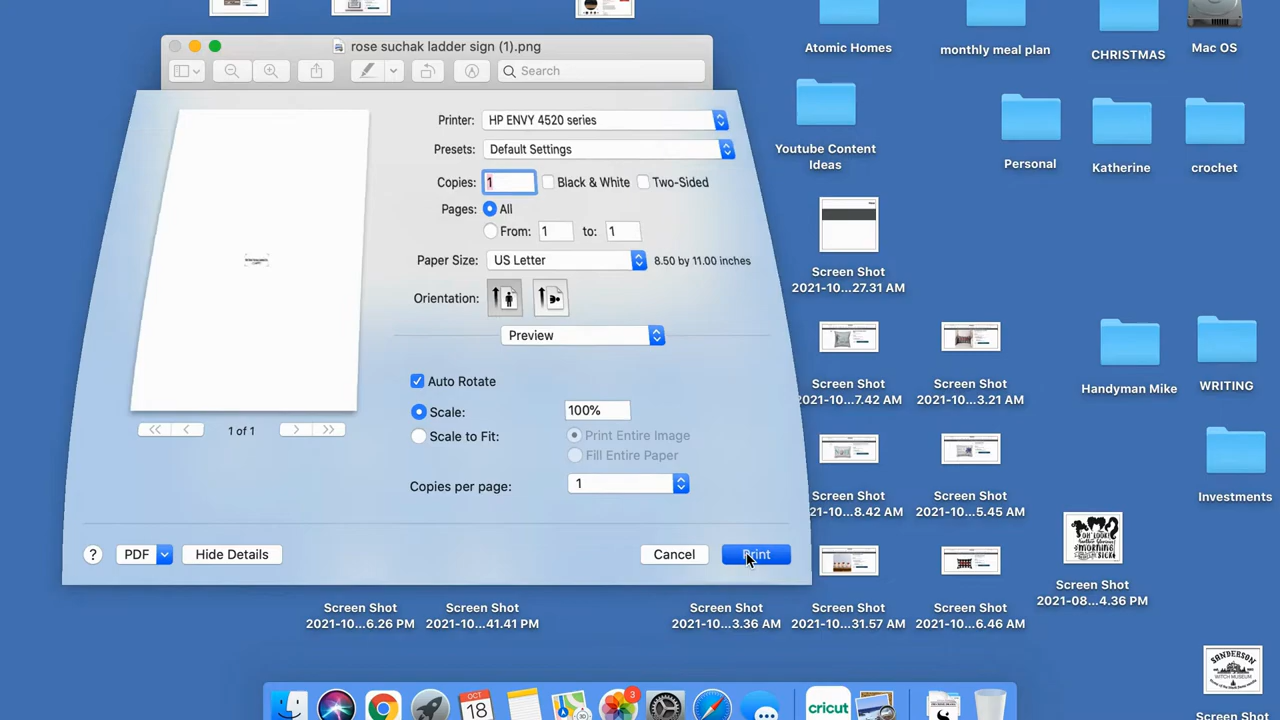 Atomic Homes
monthly meal plan
CHRISTMAS
Mac OS
rose suchak ladder sign (1).png
Search
Printer: HP ENVY 4520 series
Presets: Default Settings
Copies: 1 Black & White Two-Sided
Pages: All
From: 1 to: 1
Paper Size: US Letter 8.50 by 11.00 inches
Orientation:
Preview
Auto Rotate
Scale: 100%
Scale to Fit: Print Entire Image
Fill Entire Paper
Copies per page: 1
1 of 1
? PDF Hide Details Cancel Print
Youtube Content
Ideas
Personal
Katherine
crochet
Screen Shot
2021-10...27.31 AM
Screen Shot
2021-10...7.42 AM
Screen Shot
2021-10...3.21 AM
Handyman Mike
WRITING
Screen Shot
2021-10...8.42 AM
Screen Shot
2021-10...5.45 AM
Investments
OH LOOK!
MORNING
SICK!
Screen Shot
2021-08...4.36 PM
Screen Shot
2021-10...6.26 PM
Screen Shot
2021-10...41.41 PM
Screen Shot
2021-10...3.36 AM
Screen Shot
2021-10...31.57 AM
Screen Shot
2021-10...6.46 AM
SANDERSON
WITCH MUSEUM
Screen Shot
OCT
18
3
cricut